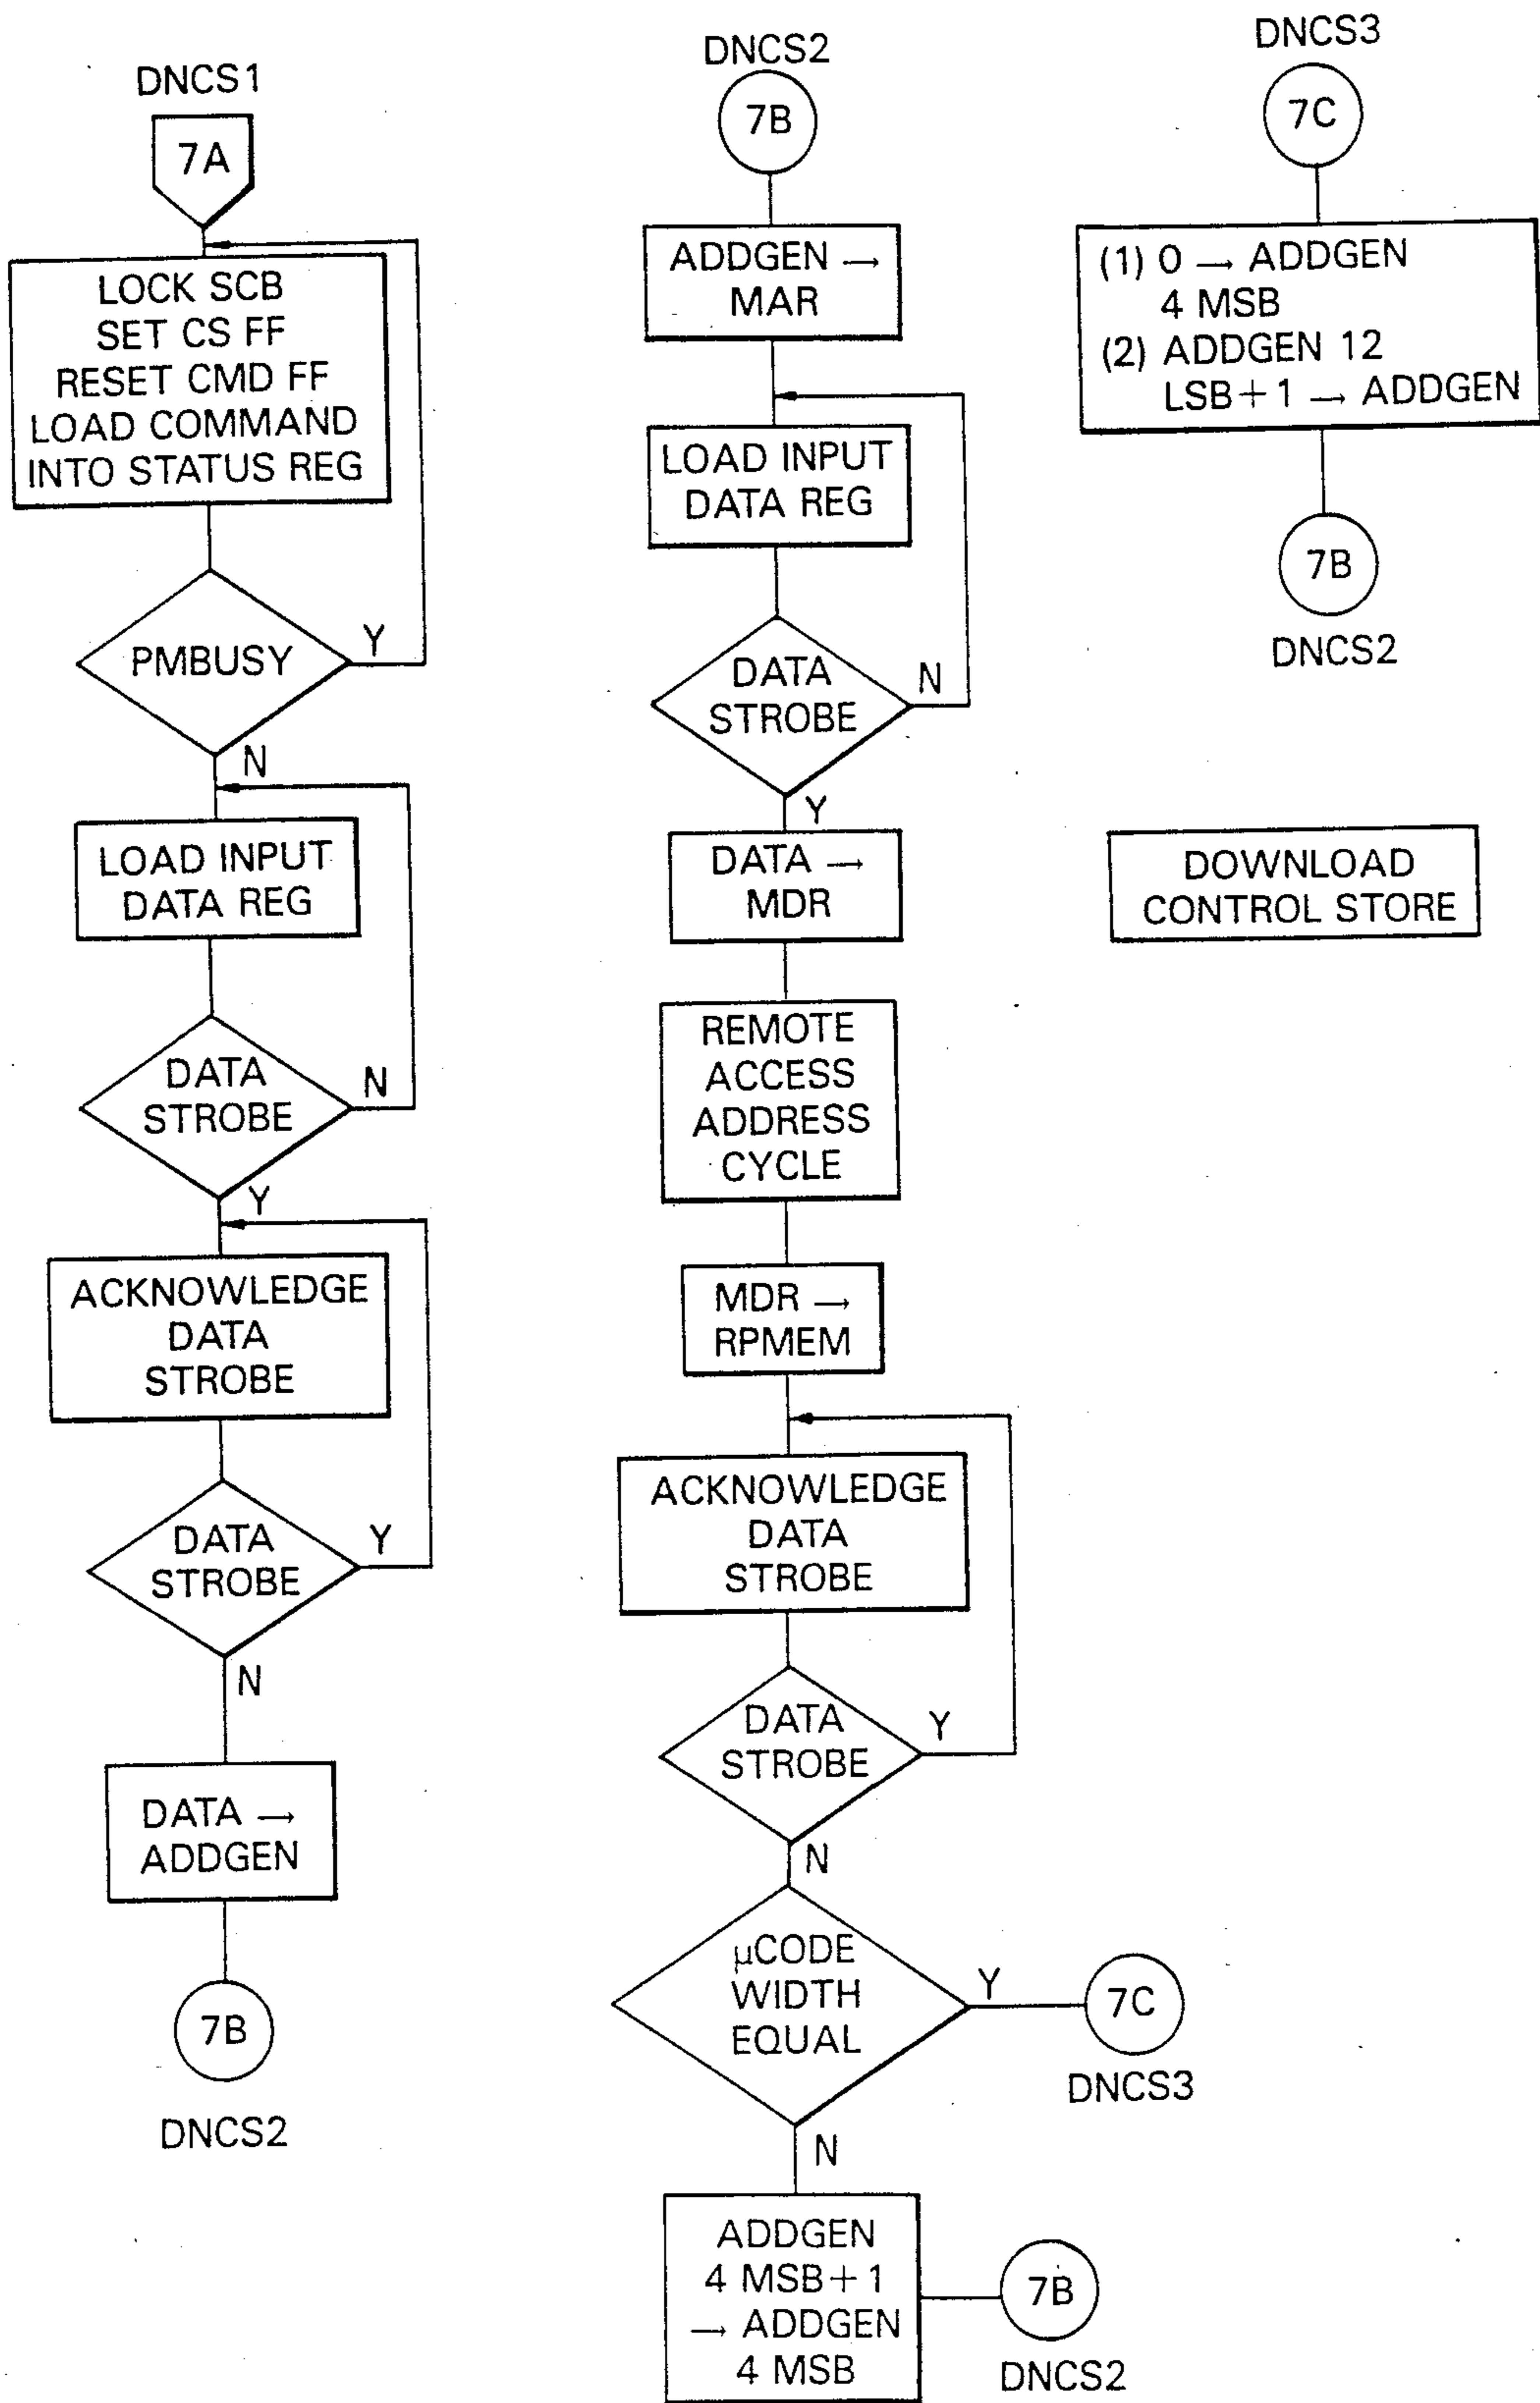 DNCS1
7A
LOCK SCB
SET CS FF
RESET CMD FF
LOAD COMMAND
INTO STATUS REG
PMBUSY
Y
N
LOAD INPUT
DATA REG
DATA
STROBE
N
Y
ACKNOWLEDGE
DATA
STROBE
DATA
STROBE
Y
N
DATA →
ADDGEN
7B
DNCS2
DNCS2
7B
ADDGEN →
MAR
LOAD INPUT
DATA REG
DATA
STROBE
N
Y
DATA →
MDR
REMOTE
ACCESS
ADDRESS
CYCLE
MDR →
RPMEM
ACKNOWLEDGE
DATA
STROBE
DATA
STROBE
Y
N
μCODE
WIDTH
EQUAL
Y
7C
DNCS3
N
ADDGEN
4 MSB+1
→ ADDGEN
4 MSB
7B
DNCS2
DNCS3
7C
(1) 0 → ADDGEN
4 MSB
(2) ADDGEN 12
LSB+1 → ADDGEN
7B
DNCS2
DOWNLOAD
CONTROL STORE